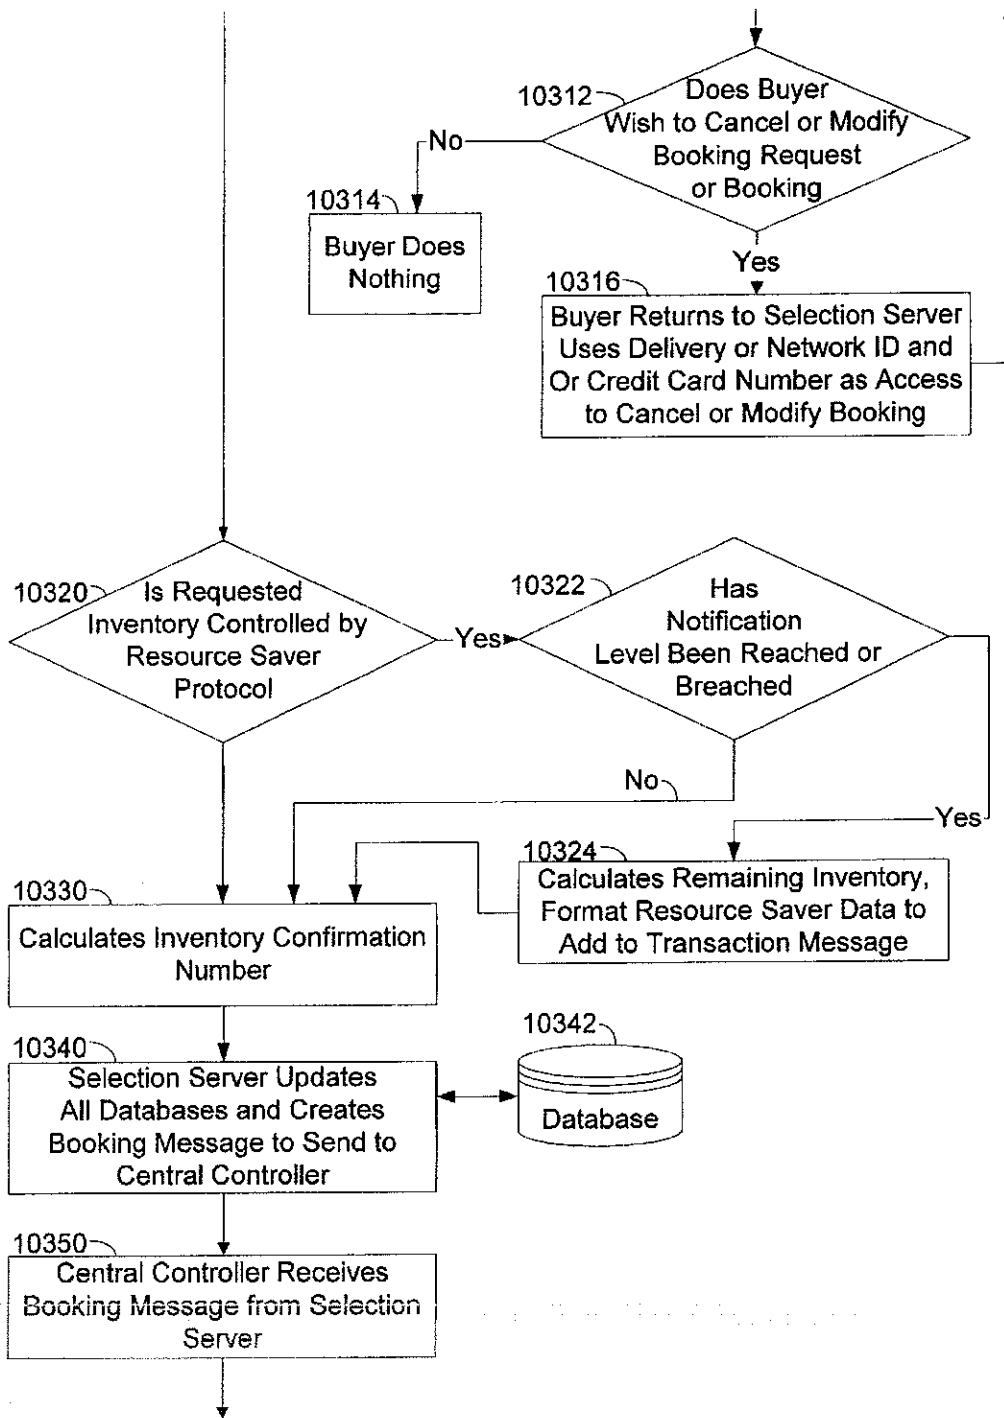 10312
Does Buyer
Wish to Cancel or Modify
Booking Request
or Booking
No
10314
Buyer Does
Nothing
Yes
10316
Buyer Returns to Selection Server
Uses Delivery or Network ID and
Or Credit Card Number as Access
to Cancel or Modify Booking
10320
Is Requested
Inventory Controlled by
Resource Saver
Protocol
Yes
10322
Has
Notification
Level Been Reached or
Breached
No
Yes
10324
Calculates Remaining Inventory,
Format Resource Saver Data to
Add to Transaction Message
10330
Calculates Inventory Confirmation
Number
10340
Selection Server Updates
All Databases and Creates
Booking Message to Send to
Central Controller
10342
Database
10350
Central Controller Receives
Booking Message from Selection
Server